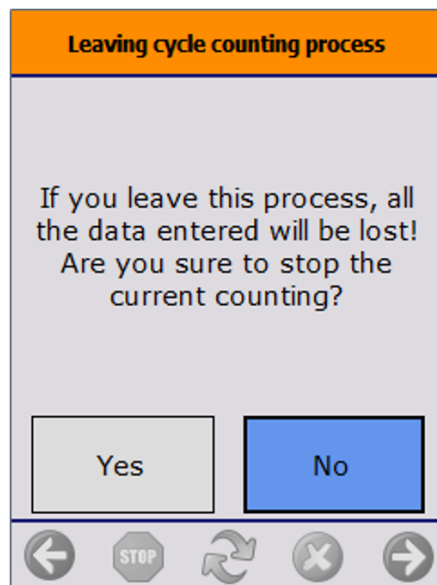 Leaving cycle counting process
If you leave this process, all
the data entered will be lost!
Are you sure to stop the
current counting?
Yes No
STOP